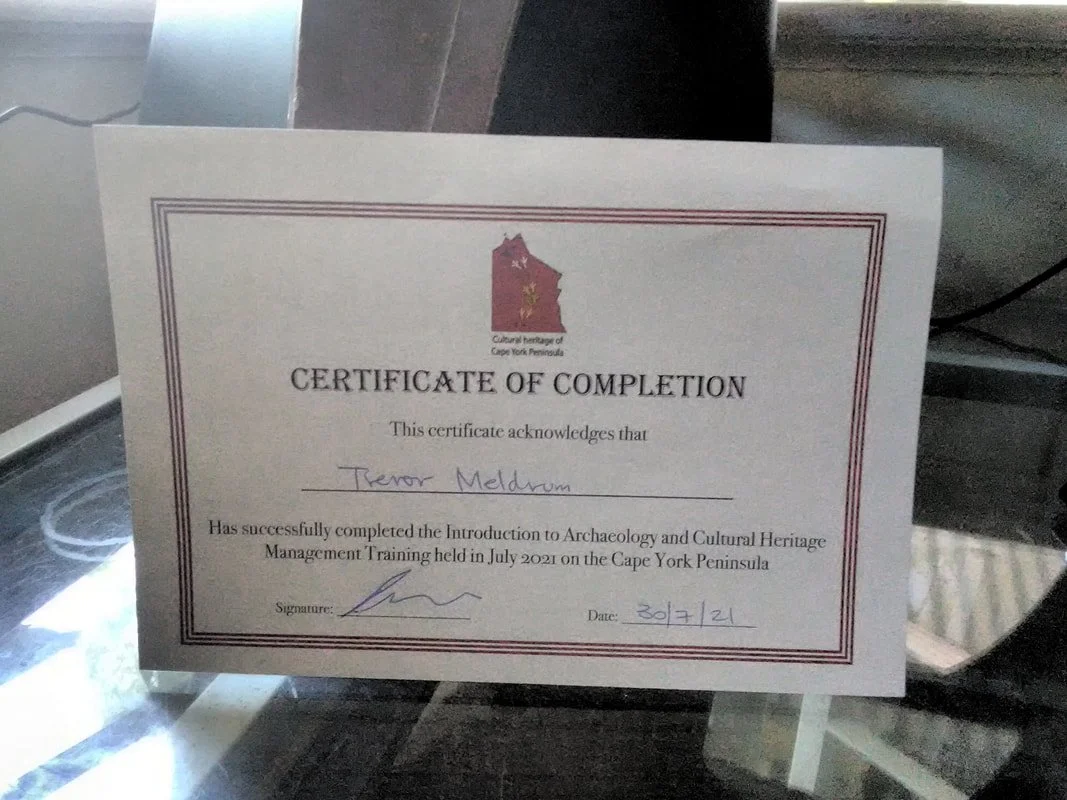 Cultural heritage of
Cape York Peninsula
CERTIFICATE OF COMPLETION
This certificate acknowledges that
Trevor Meldrum
Has successfully completed the Introduction to Archaeology and Cultural Heritage
Management Training held in July 2021 on the Cape York Peninsula
Signature:
Date: 30/7/21